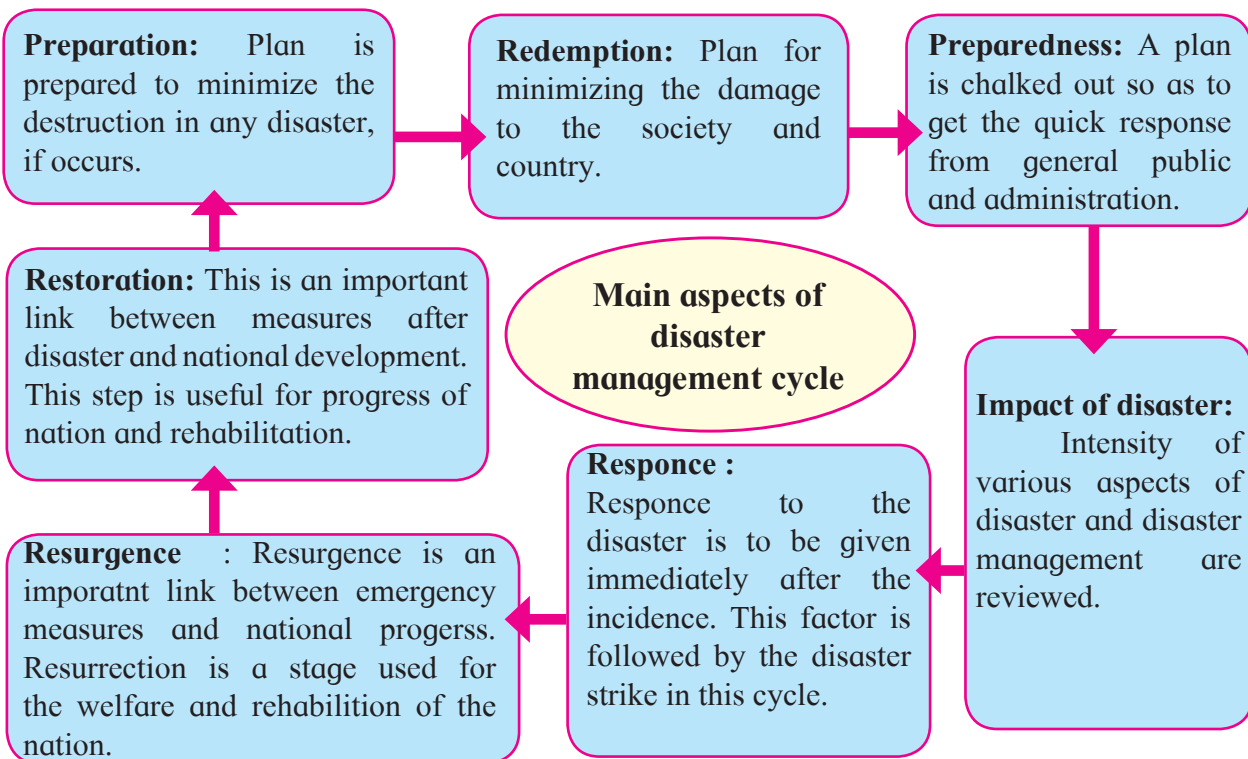 Preparation: Plan is
prepared to minimize the
destruction in any disaster,
if occurs.
Redemption: Plan for
minimizing the damage
to the society and
country.
Preparedness: A plan
is chalked out so as to
get the quick response
from general public
and administration.
Main aspects of
disaster
management cycle
Impact of disaster:
Intensity of
various aspects of
disaster and disaster
management are
reviewed.
Responce :
Responce to the
disaster is to be given
immediately after the
incidence. This factor is
followed by the disaster
strike in this cycle.
Resurgence : Resurgence is an
imporatnt link between emergency
measures and national progerss.
Resurrection is a stage used for
the welfare and rehabilition of the
nation.
Restoration: This is an important
link between measures after
disaster and national development.
This step is useful for progress of
nation and rehabilitation.